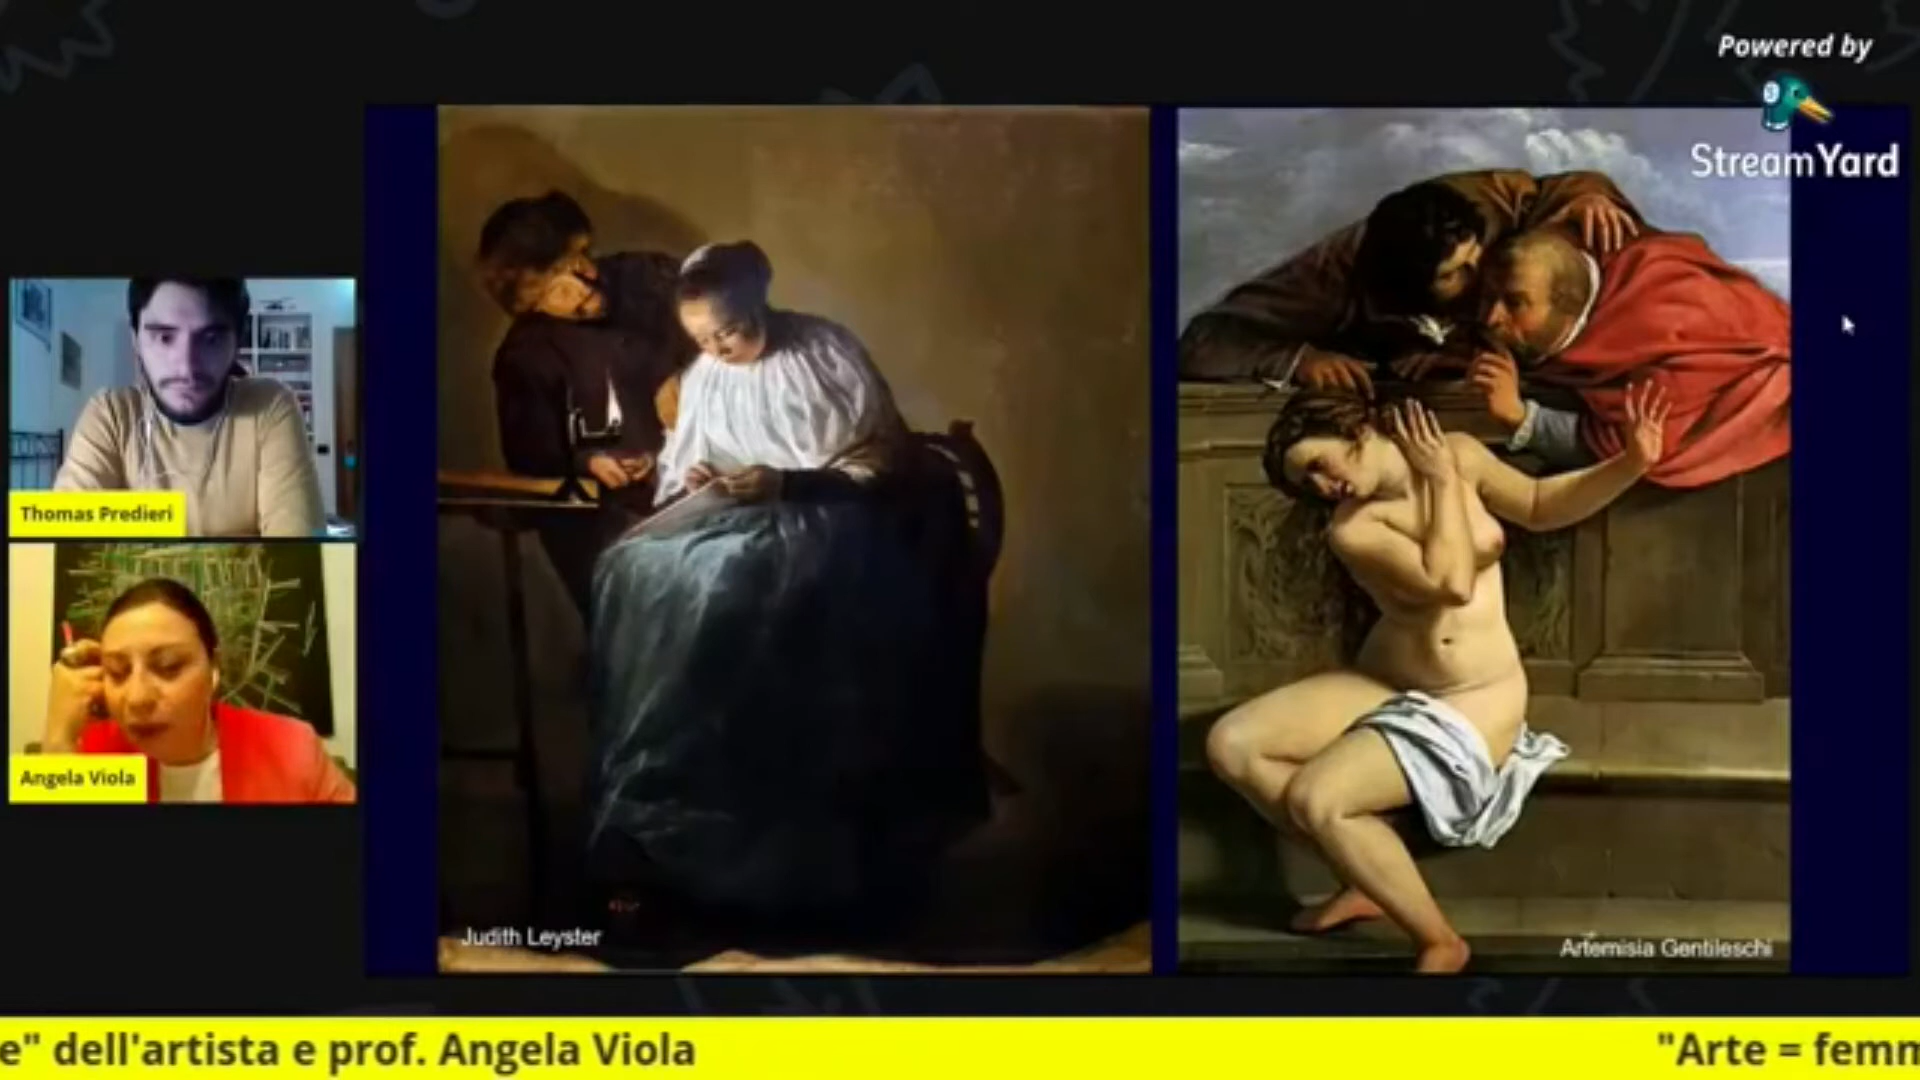 Powered by
StreamYard
Thomas Predieri
Angela Viola
Judith Leyster
Artemisia Gentileschi
e" dell'artista e prof. Angela Viola
"Arte = femm